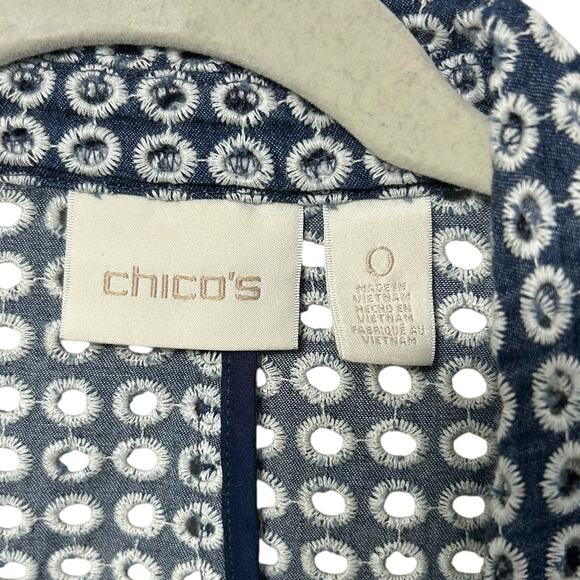 chico's
0
MADE IN
VIETNAM
HECHO EN
VIETNAM
FABRIQUÉ AU
VIETNAM